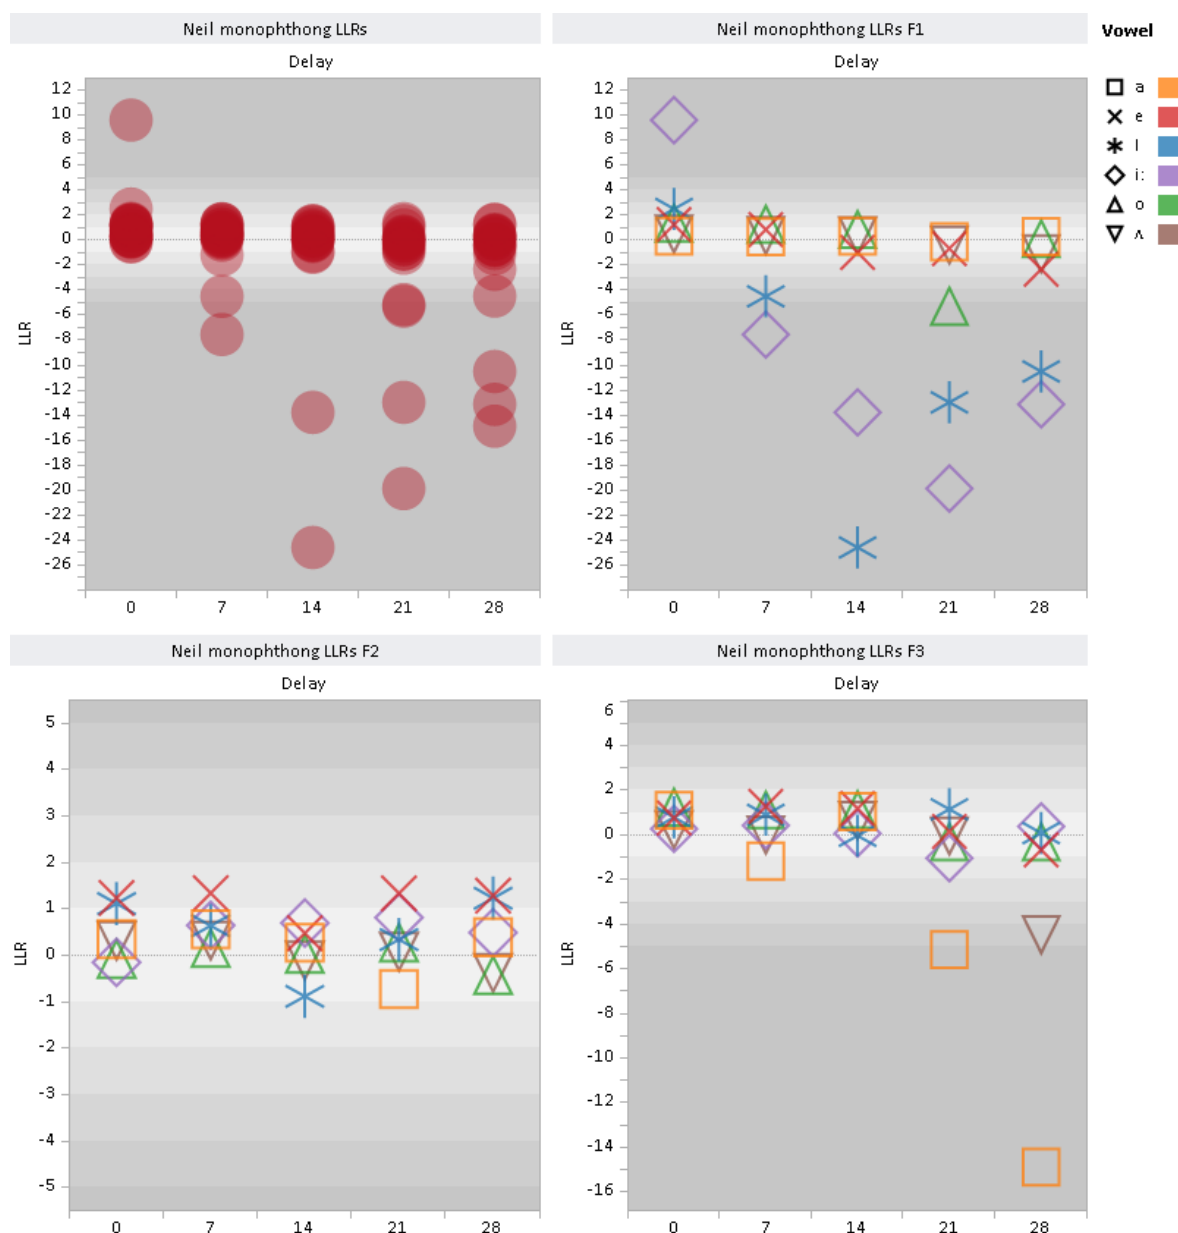 Neil monophthong LLRs
Neil monophthong LLRs F1
Vowel
Delay
Delay
a
e
I
i:
o
ʌ
LLR
12
10
8
6
4
2
0
-2
-4
-6
-8
-10
-12
-14
-16
-18
-20
-22
-24
-26
0 7 14 21 28
LLR
12
10
8
6
4
2
0
-2
-4
-6
-8
-10
-12
-14
-16
-18
-20
-22
-24
-26
0 7 14 21 28
Neil monophthong LLRs F2
Neil monophthong LLRs F3
Delay
Delay
LLR
5
4
3
2
1
0
-1
-2
-3
-4
-5
0 7 14 21 28
LLR
6
4
2
0
-2
-4
-6
-8
-10
-12
-14
-16
0 7 14 21 28